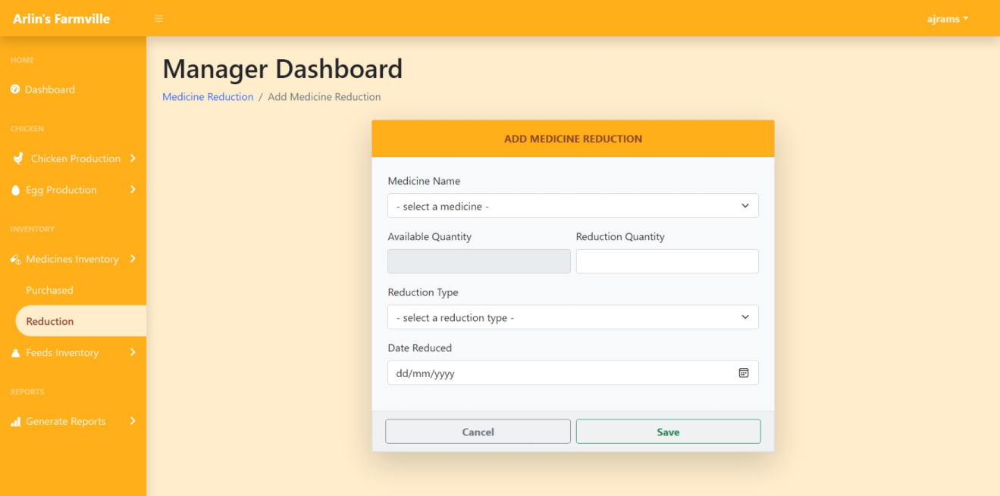 Arlin's Farmville
ajrams
HOME
Dashboard
CHICKEN
Chicken Production
Egg Production
INVENTORY
Medicines Inventory
Purchased
Reduction
Feeds Inventory
REPORTS
Generate Reports
Manager Dashboard
Medicine Reduction / Add Medicine Reduction
ADD MEDICINE REDUCTION
Medicine Name
- select a medicine -
Available Quantity Reduction Quantity
Reduction Type
- select a reduction type -
Date Reduced
dd/mm/yyyy
Cancel Save